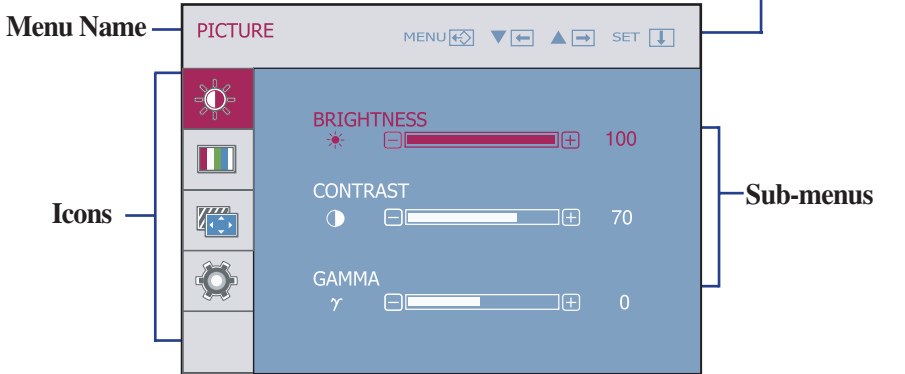 Menu Name
PICTURE
MENU SET
BRIGHTNESS
100
CONTRAST
70
Icons
Sub-menus
GAMMA
γ 0